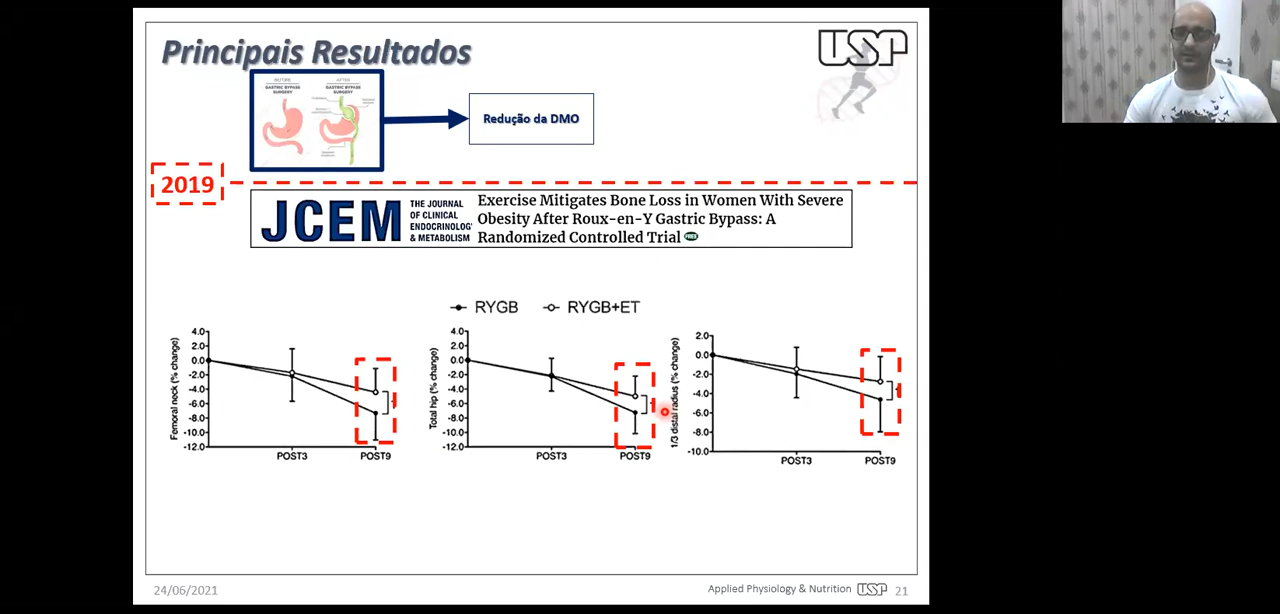 Principais Resultados
USP
BEFORE
GASTRIC BYPASS
SURGERY
AFTER
GASTRIC BYPASS
SURGERY
Redução da DMO
2019
JCEM
THE JOURNAL
OF CLINICAL
ENDOCRINOLOG
& METABOLISM
Exercise Mitigates Bone Loss in Women With Severe
Obesity After Roux-en-Y Gastric Bypass: A
Randomized Controlled Trial FREE
RYGB
RYGB+ET
Femoral neck (% change)
4.0
2.0
0.0
-2.0
-4.0
-6.0
-8.0
-10.0
-12.0
POST3
POST9
Total hip (% change)
4.0
2.0
0.0
-2.0
-4.0
-6.0
-8.0
-10.0
-12.0
POST3
POST9
1/3 distal radius (% change)
2.0
0.0
-2.0
-4.0
-6.0
-8.0
-10.0
POST3
POST9
24/06/2021
Applied Physiology & Nutrition USP 21